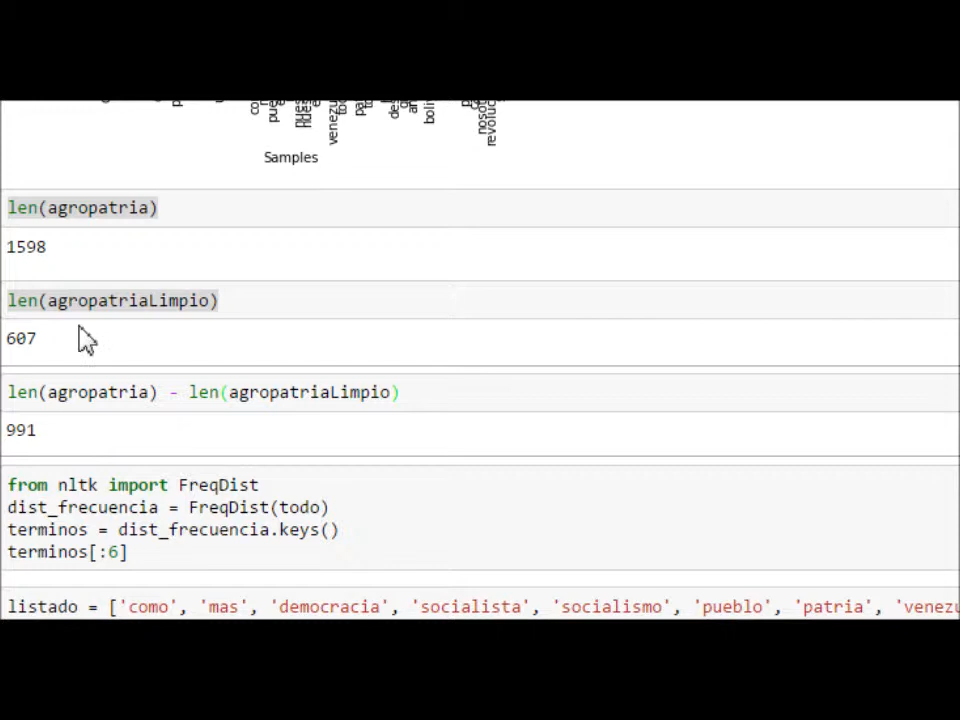 Samples
len(agropatria)
1598
len(agropatriaLimpio)
607
len(agropatria) - len(agropatriaLimpio)
991
from nltk import FreqDist
dist_frecuencia = FreqDist(todo)
terminos = dist_frecuencia.keys()
terminos[:6]
listado = ['como', 'mas', 'democracia', 'socialista', 'socialismo', 'pueblo', 'patria', 'venezu